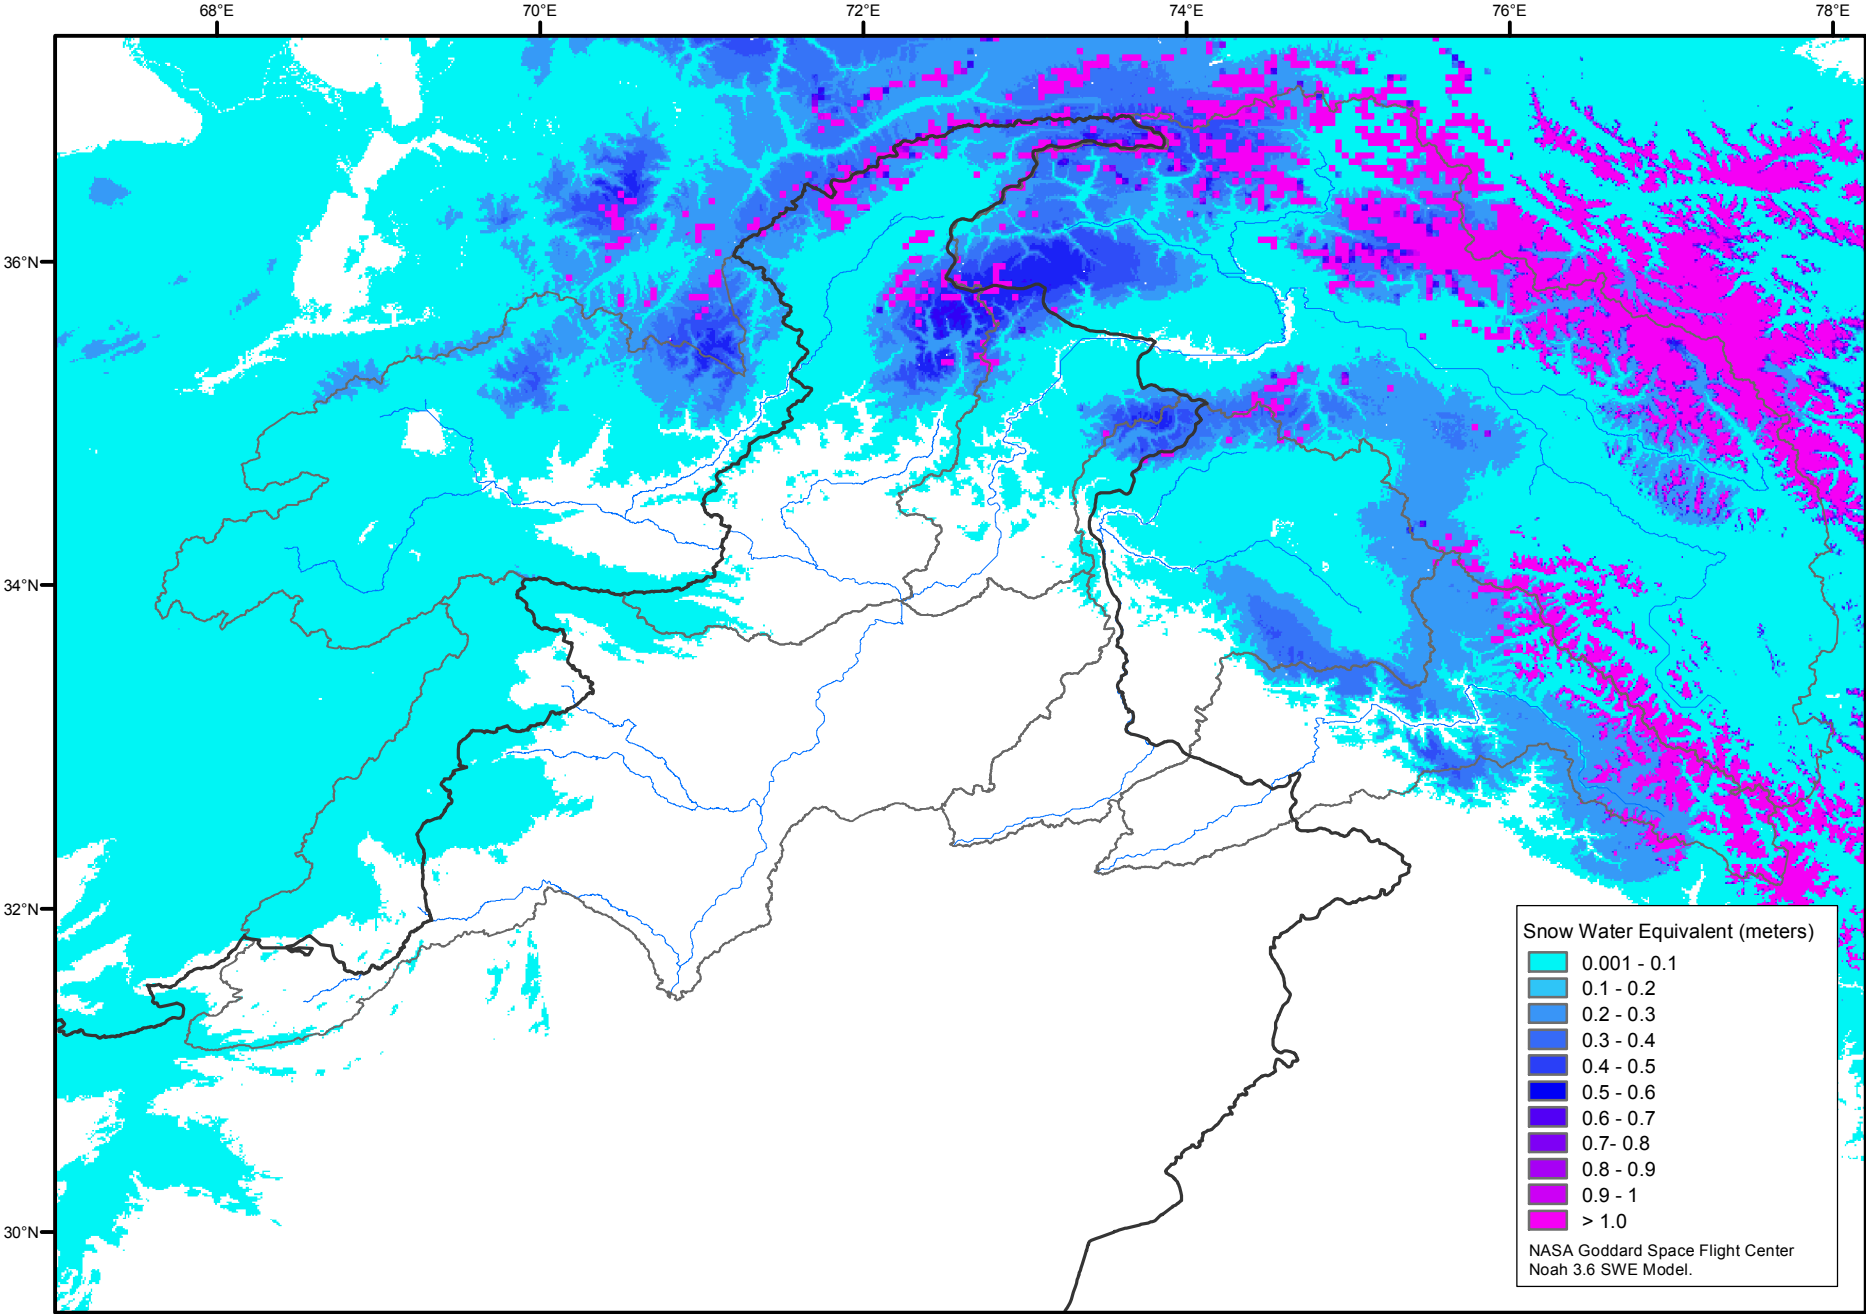 68°E 70°E 72°E 74°E 76°E 78°E
36°N
34°N
32°N
30°N
Snow Water Equivalent (meters)
0.001 - 0.1
0.1 - 0.2
0.2 - 0.3
0.3 - 0.4
0.4 - 0.5
0.5 - 0.6
0.6 - 0.7
0.7- 0.8
0.8 - 0.9
0.9 - 1
> 1.0
NASA Goddard Space Flight Center
Noah 3.6 SWE Model.